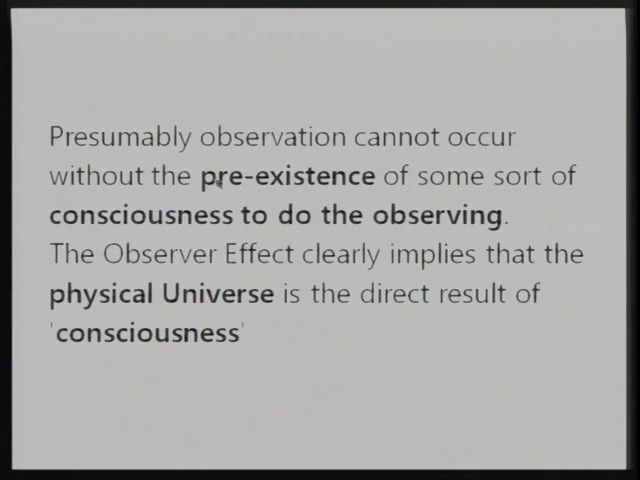 Presumably observation cannot occur
without the pre-existence of some sort of
consciousness to do the observing.
The Observer Effect clearly implies that the
physical Universe is the direct result of
'consciousness'